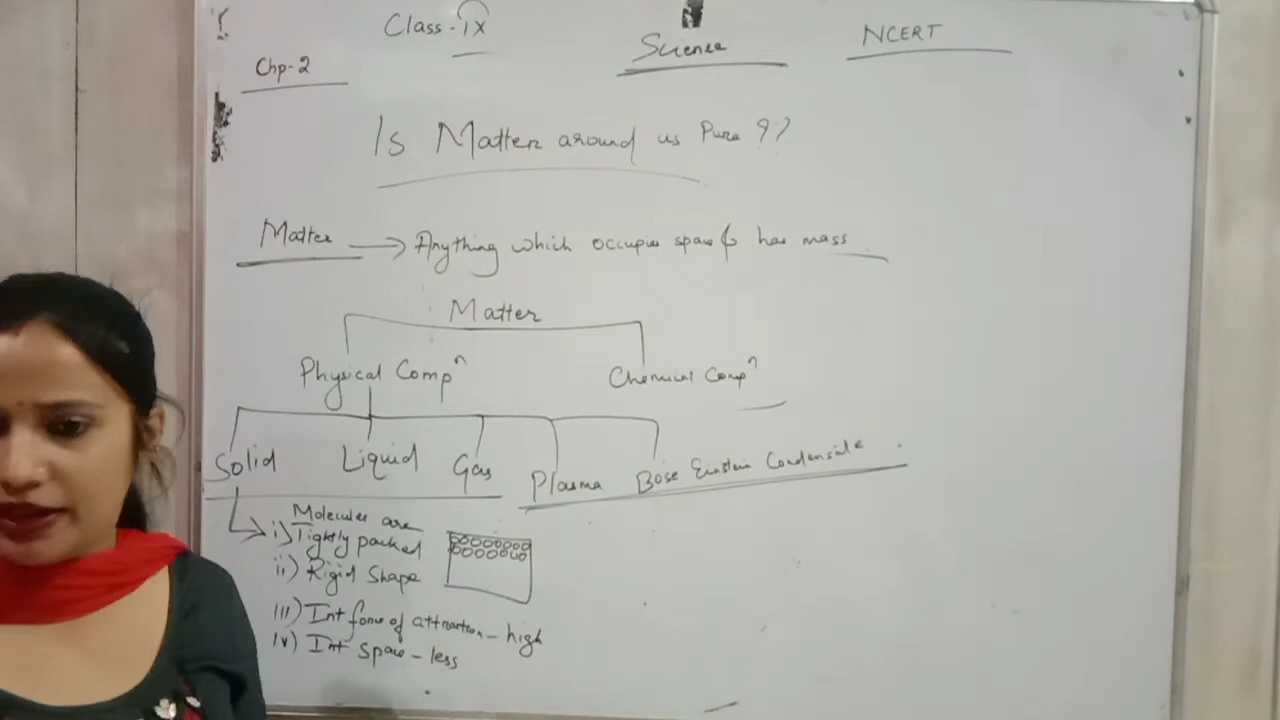 Class-IX
Science
NCERT
Chp-2
Is Matter around us Pure ??
Matter → Anything which occupies space & has mass
Matter
Physical Compⁿ
Chemical Compⁿ
Solid
Liquid
Gas
Plasma
Bose Einstein Condensate
Molecules are
i) Tightly packed
ii) Rigid Shape
iii) Int force of attraction - high
iv) Int space - less